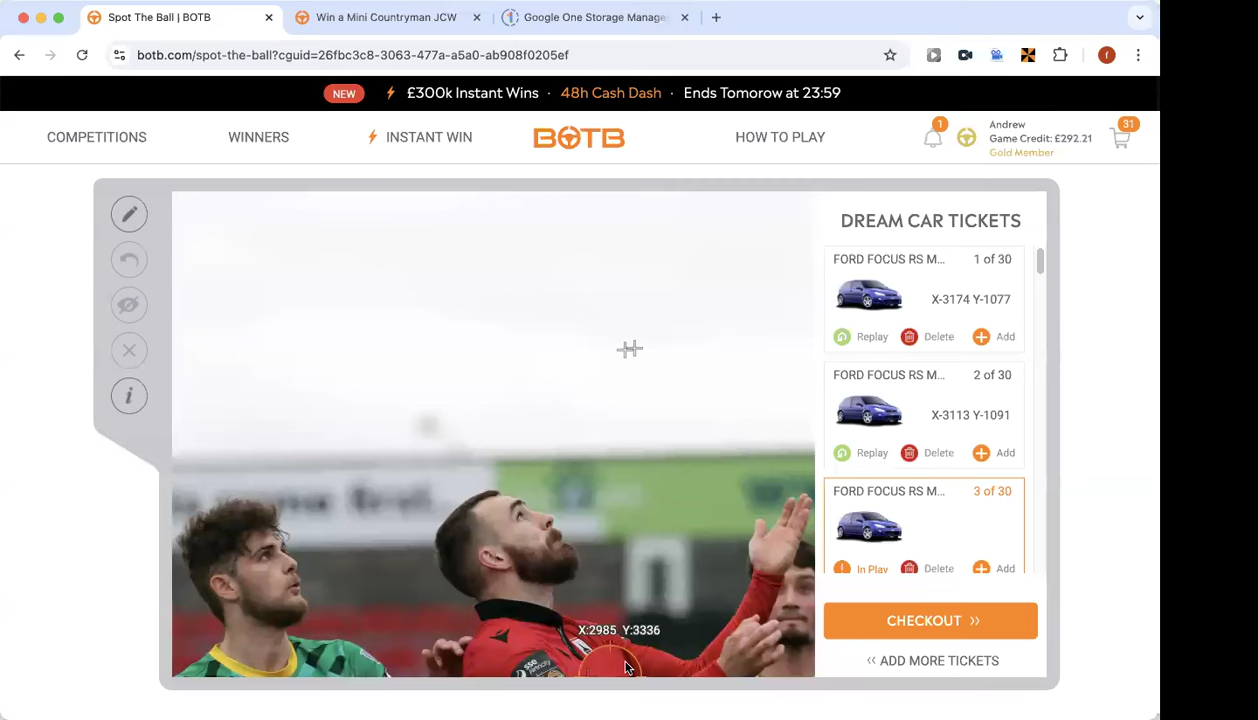 Spot The Ball | BOTB
Win a Mini Countryman JCW
Google One Storage Manage
botb.com/spot-the-ball?cguid=26fbc3c8-3063-477a-a5a0-ab908f0205ef
f
NEW £300k Instant Wins · 48h Cash Dash · Ends Tomorow at 23:59
COMPETITIONS
WINNERS
INSTANT WIN
BOTB
HOW TO PLAY
1
Andrew
Game Credit: £292.21
Gold Member
31
DREAM CAR TICKETS
FORD FOCUS RS M... 1 of 30
X-3174 Y-1077
Replay Delete Add
FORD FOCUS RS M... 2 of 30
X-3113 Y-1091
Replay Delete Add
FORD FOCUS RS M... 3 of 30
In Play Delete Add
CHECKOUT »
« ADD MORE TICKETS
first..
X:2985 Y:3336
sse
airtricity